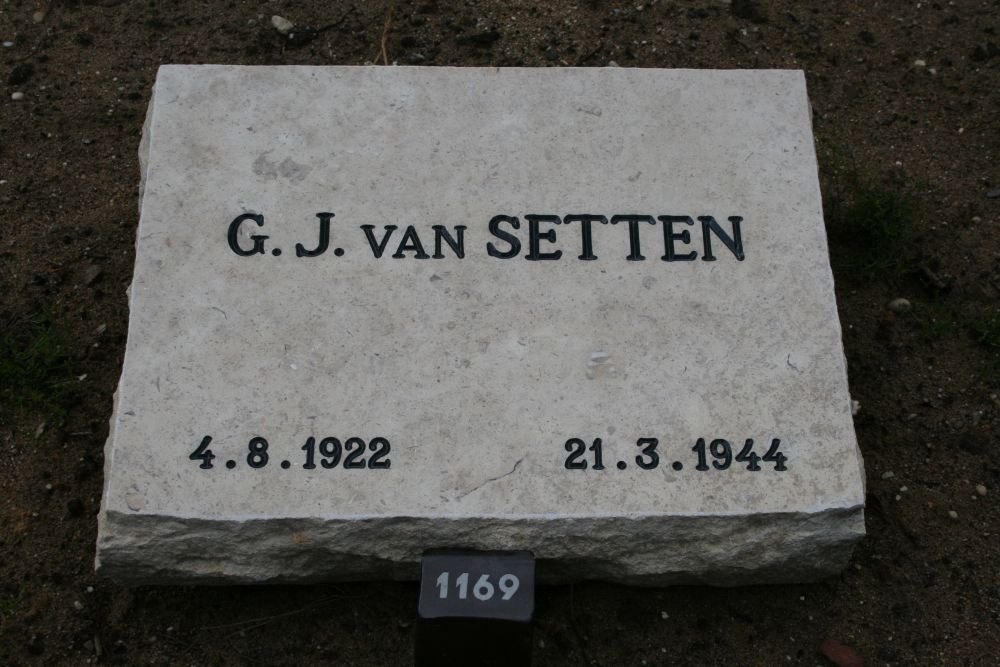 G. J. VAN SETTEN
4 . 8 . 1922 21 . 3 . 1944
1169